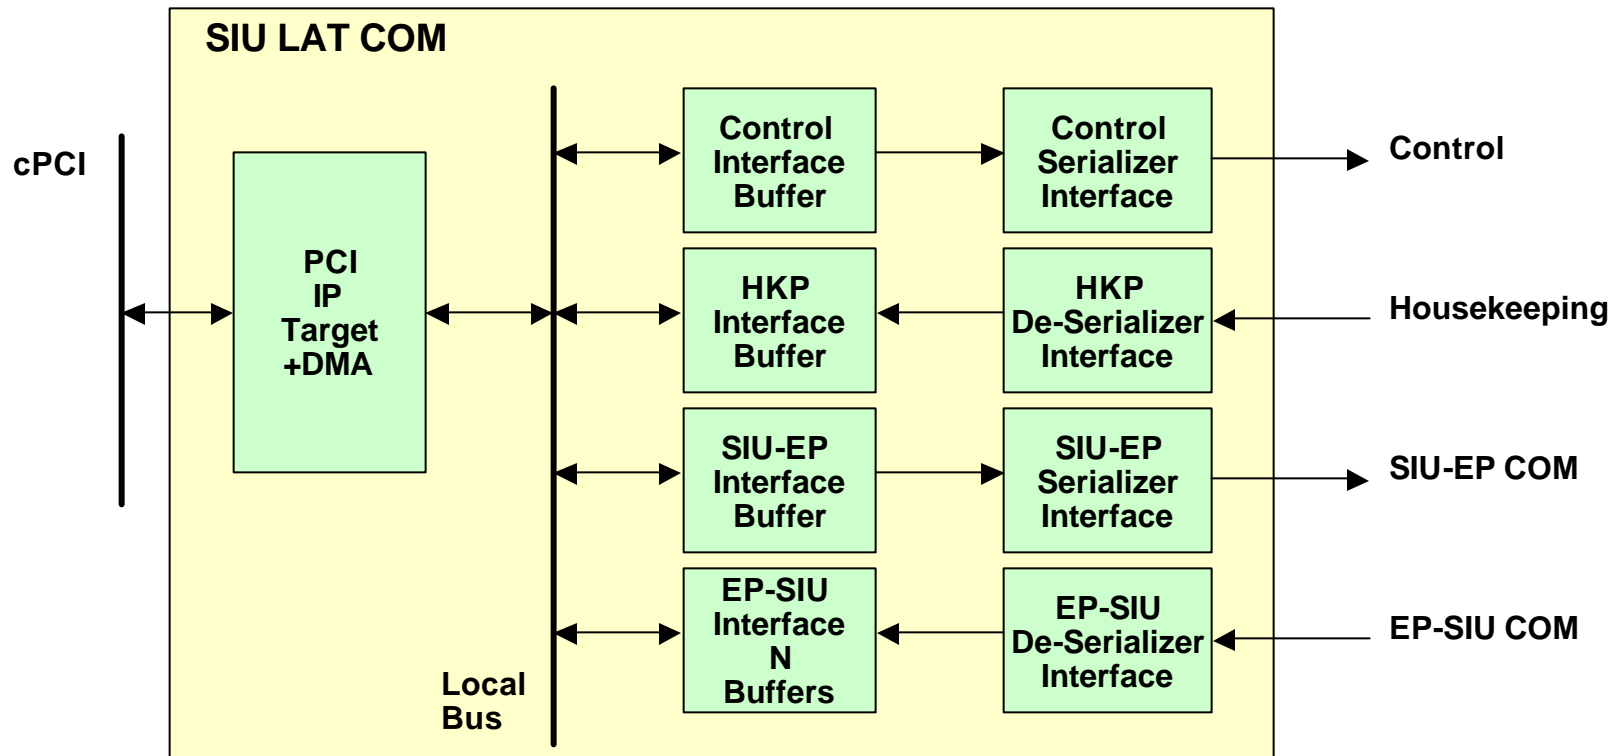 SIU LAT COM
cPCI
PCI
IP
Target
+DMA
Local
Bus
Control
Interface
Buffer
Control
Serializer
Interface
Control
HKP
Interface
Buffer
HKP
De-Serializer
Interface
Housekeeping
SIU-EP
Interface
Buffer
SIU-EP
Serializer
Interface
SIU-EP COM
EP-SIU
Interface
N
Buffers
EP-SIU
De-Serializer
Interface
EP-SIU COM